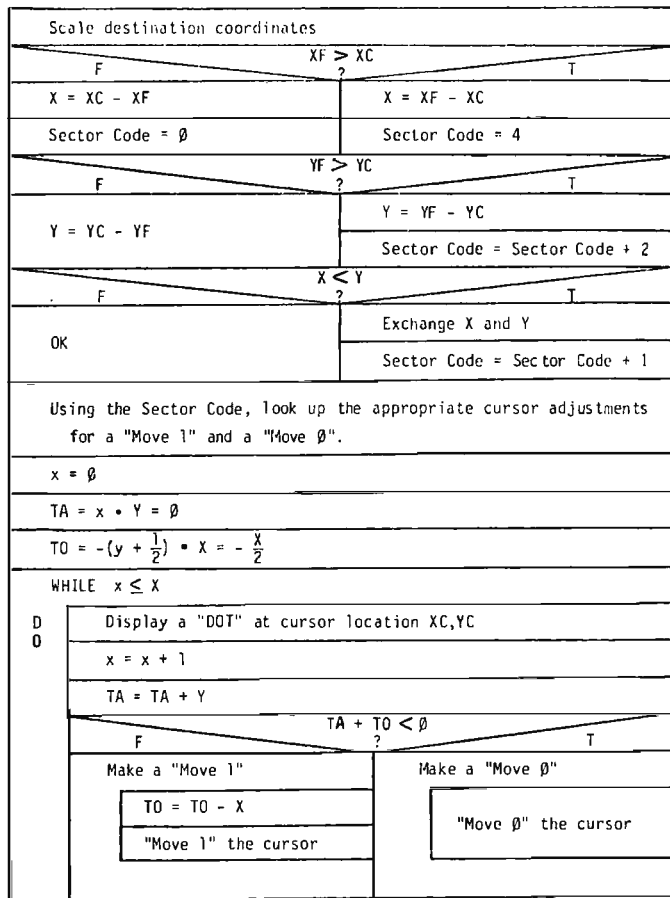 Scale destination coordinates
XF > XC
F ? T
X = XC - XF X = XF - XC
Sector Code = Ø Sector Code = 4
YF > YC
F ? T
Y = YC - YF
Y = YF - YC
Sector Code = Sector Code + 2
X < Y
F ? T
OK
Exchange X and Y
Sector Code = Sector Code + 1
Using the Sector Code, look up the appropriate cursor adjustments
for a "Move 1" and a "Move Ø".
x = Ø
TA = x • Y = Ø
TO = -(y + 1/2) • X = - X/2
WHILE x ≤ X
DO
Display a "DOT" at cursor location XC,YC
x = x + 1
TA = TA + Y
TA + TO < Ø
F ? T
Make a "Move 1" Make a "Move Ø"
TO = TO - X
"Move 1" the cursor
"Move Ø" the cursor